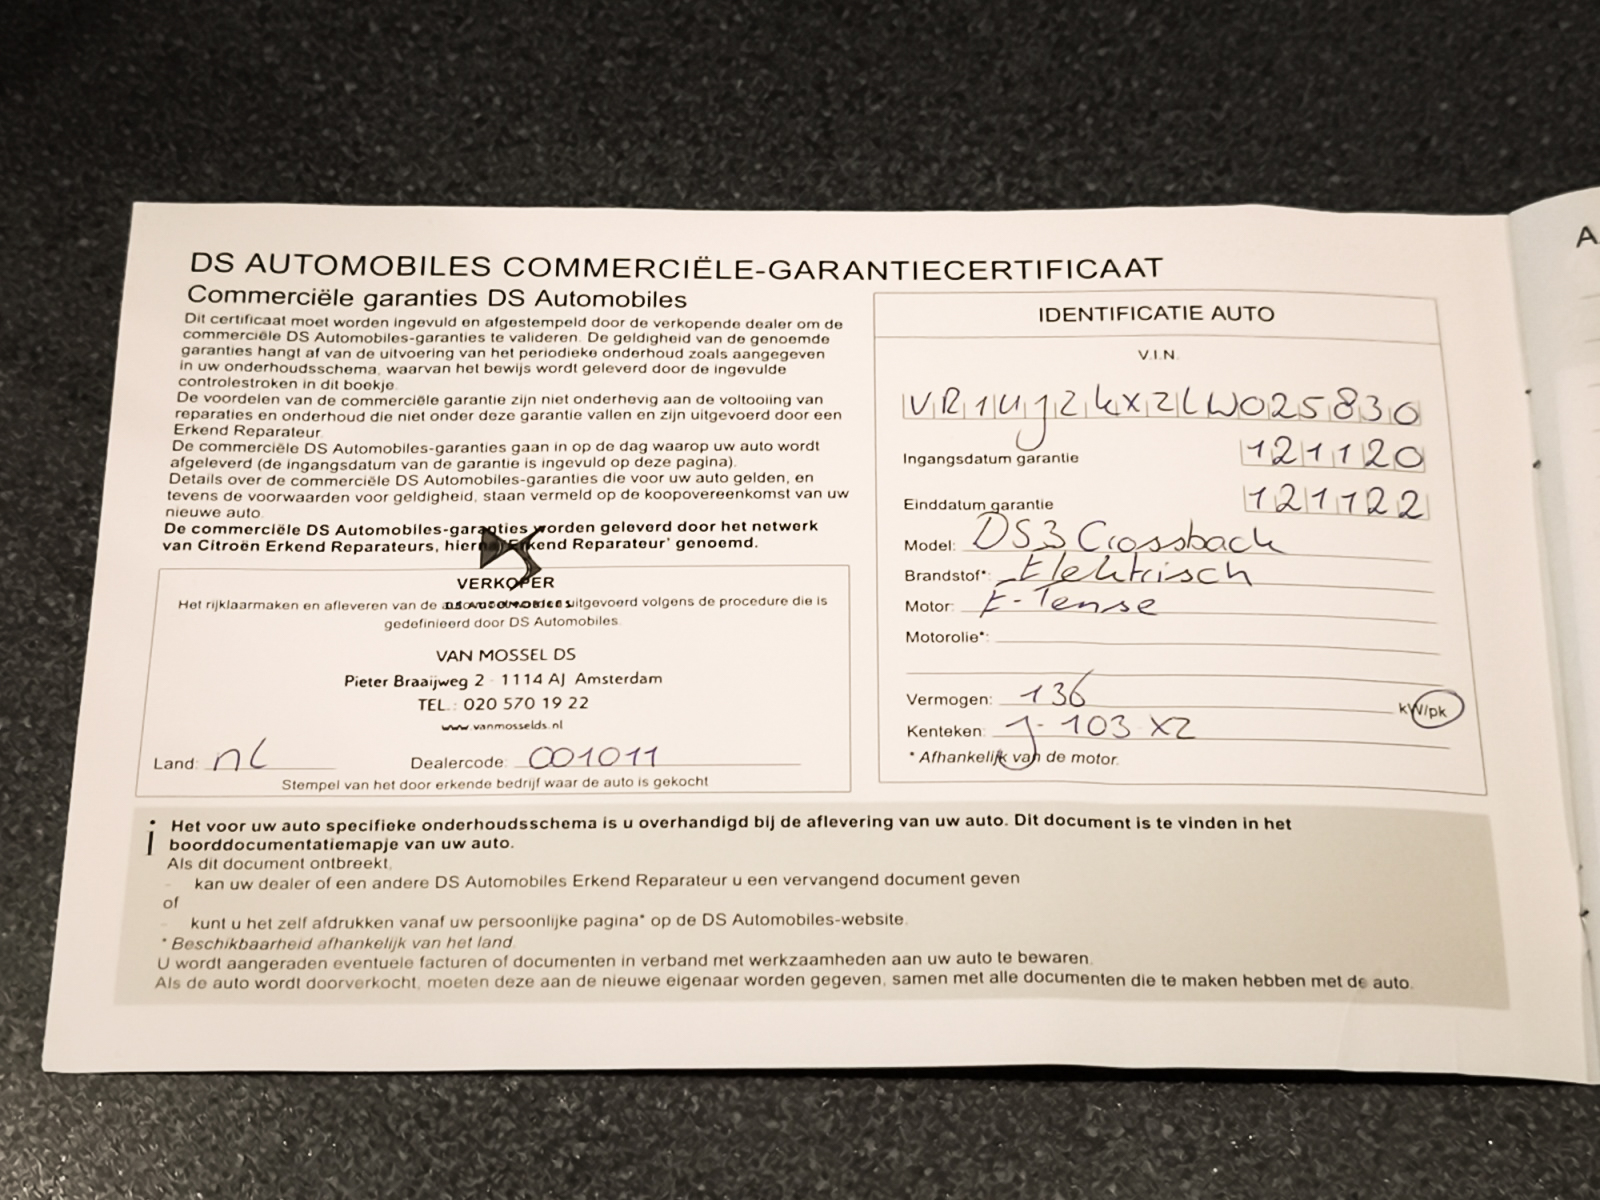 DS AUTOMOBILES COMMERCIËLE-GARANTIECERTIFICAAT
Commerciële garanties DS Automobiles
Dit certificaat moet worden ingevuld en afgestempeld door de verkopende dealer om de
commerciële DS Automobiles-garanties te valideren. De geldigheid van de genoemde
garanties hangt af van de uitvoering van het periodieke onderhoud zoals aangegeven
in uw onderhoudsschema, waarvan het bewijs wordt geleverd door de ingevulde
controlestroken in dit boekje.
De voordelen van de commerciële garantie zijn niet onderhevig aan de voltooiing van
reparaties en onderhoud die niet onder deze garantie vallen en zijn uitgevoerd door een
Erkend Reparateur.
De commerciële DS Automobiles-garanties gaan in op de dag waarop uw auto wordt
afgeleverd (de ingangsdatum van de garantie is ingevuld op deze pagina).
Details over de commerciële DS Automobiles-garanties die voor uw auto gelden, en
tevens de voorwaarden voor geldigheid, staan vermeld op de koopovereenkomst van uw
nieuwe auto.
De commerciële DS Automobiles-garanties worden geleverd door het netwerk
van Citroën Erkend Reparateurs, hierna 'Erkend Reparateur' genoemd.
VERKOPER
Het rijklaarmaken en afleveren van de uitgevoerd volgens de procedure die is
DS AUTOMOBILES
gedefinieerd door DS Automobiles.
VAN MOSSEL DS
Pieter Braaijweg 2 - 1114 AJ Amsterdam
TEL.: 020 570 19 22
www.vanmosselds.nl
Land: NL Dealercode: 001011
Stempel van het door erkende bedrijf waar de auto is gekocht
IDENTIFICATIE AUTO
V.I.N.
VR1UJZKXZLW025830
Ingangsdatum garantie 121120
Einddatum garantie 121122
Model: DS3 Crossback
Brandstof*: Elektrisch
Motor: E-Tense
Motorolie*:
Vermogen: 136 kW/pk
Kenteken: J-103-XZ
* Afhankelijk van de motor.
i Het voor uw auto specifieke onderhoudsschema is u overhandigd bij de aflevering van uw auto. Dit document is te vinden in het
boorddocumentatiemapje van uw auto.
Als dit document ontbreekt,
- kan uw dealer of een andere DS Automobiles Erkend Reparateur u een vervangend document geven
of
- kunt u het zelf afdrukken vanaf uw persoonlijke pagina* op de DS Automobiles-website.
* Beschikbaarheid afhankelijk van het land.
U wordt aangeraden eventuele facturen of documenten in verband met werkzaamheden aan uw auto te bewaren.
Als de auto wordt doorverkocht, moeten deze aan de nieuwe eigenaar worden gegeven, samen met alle documenten die te maken hebben met de auto.
A